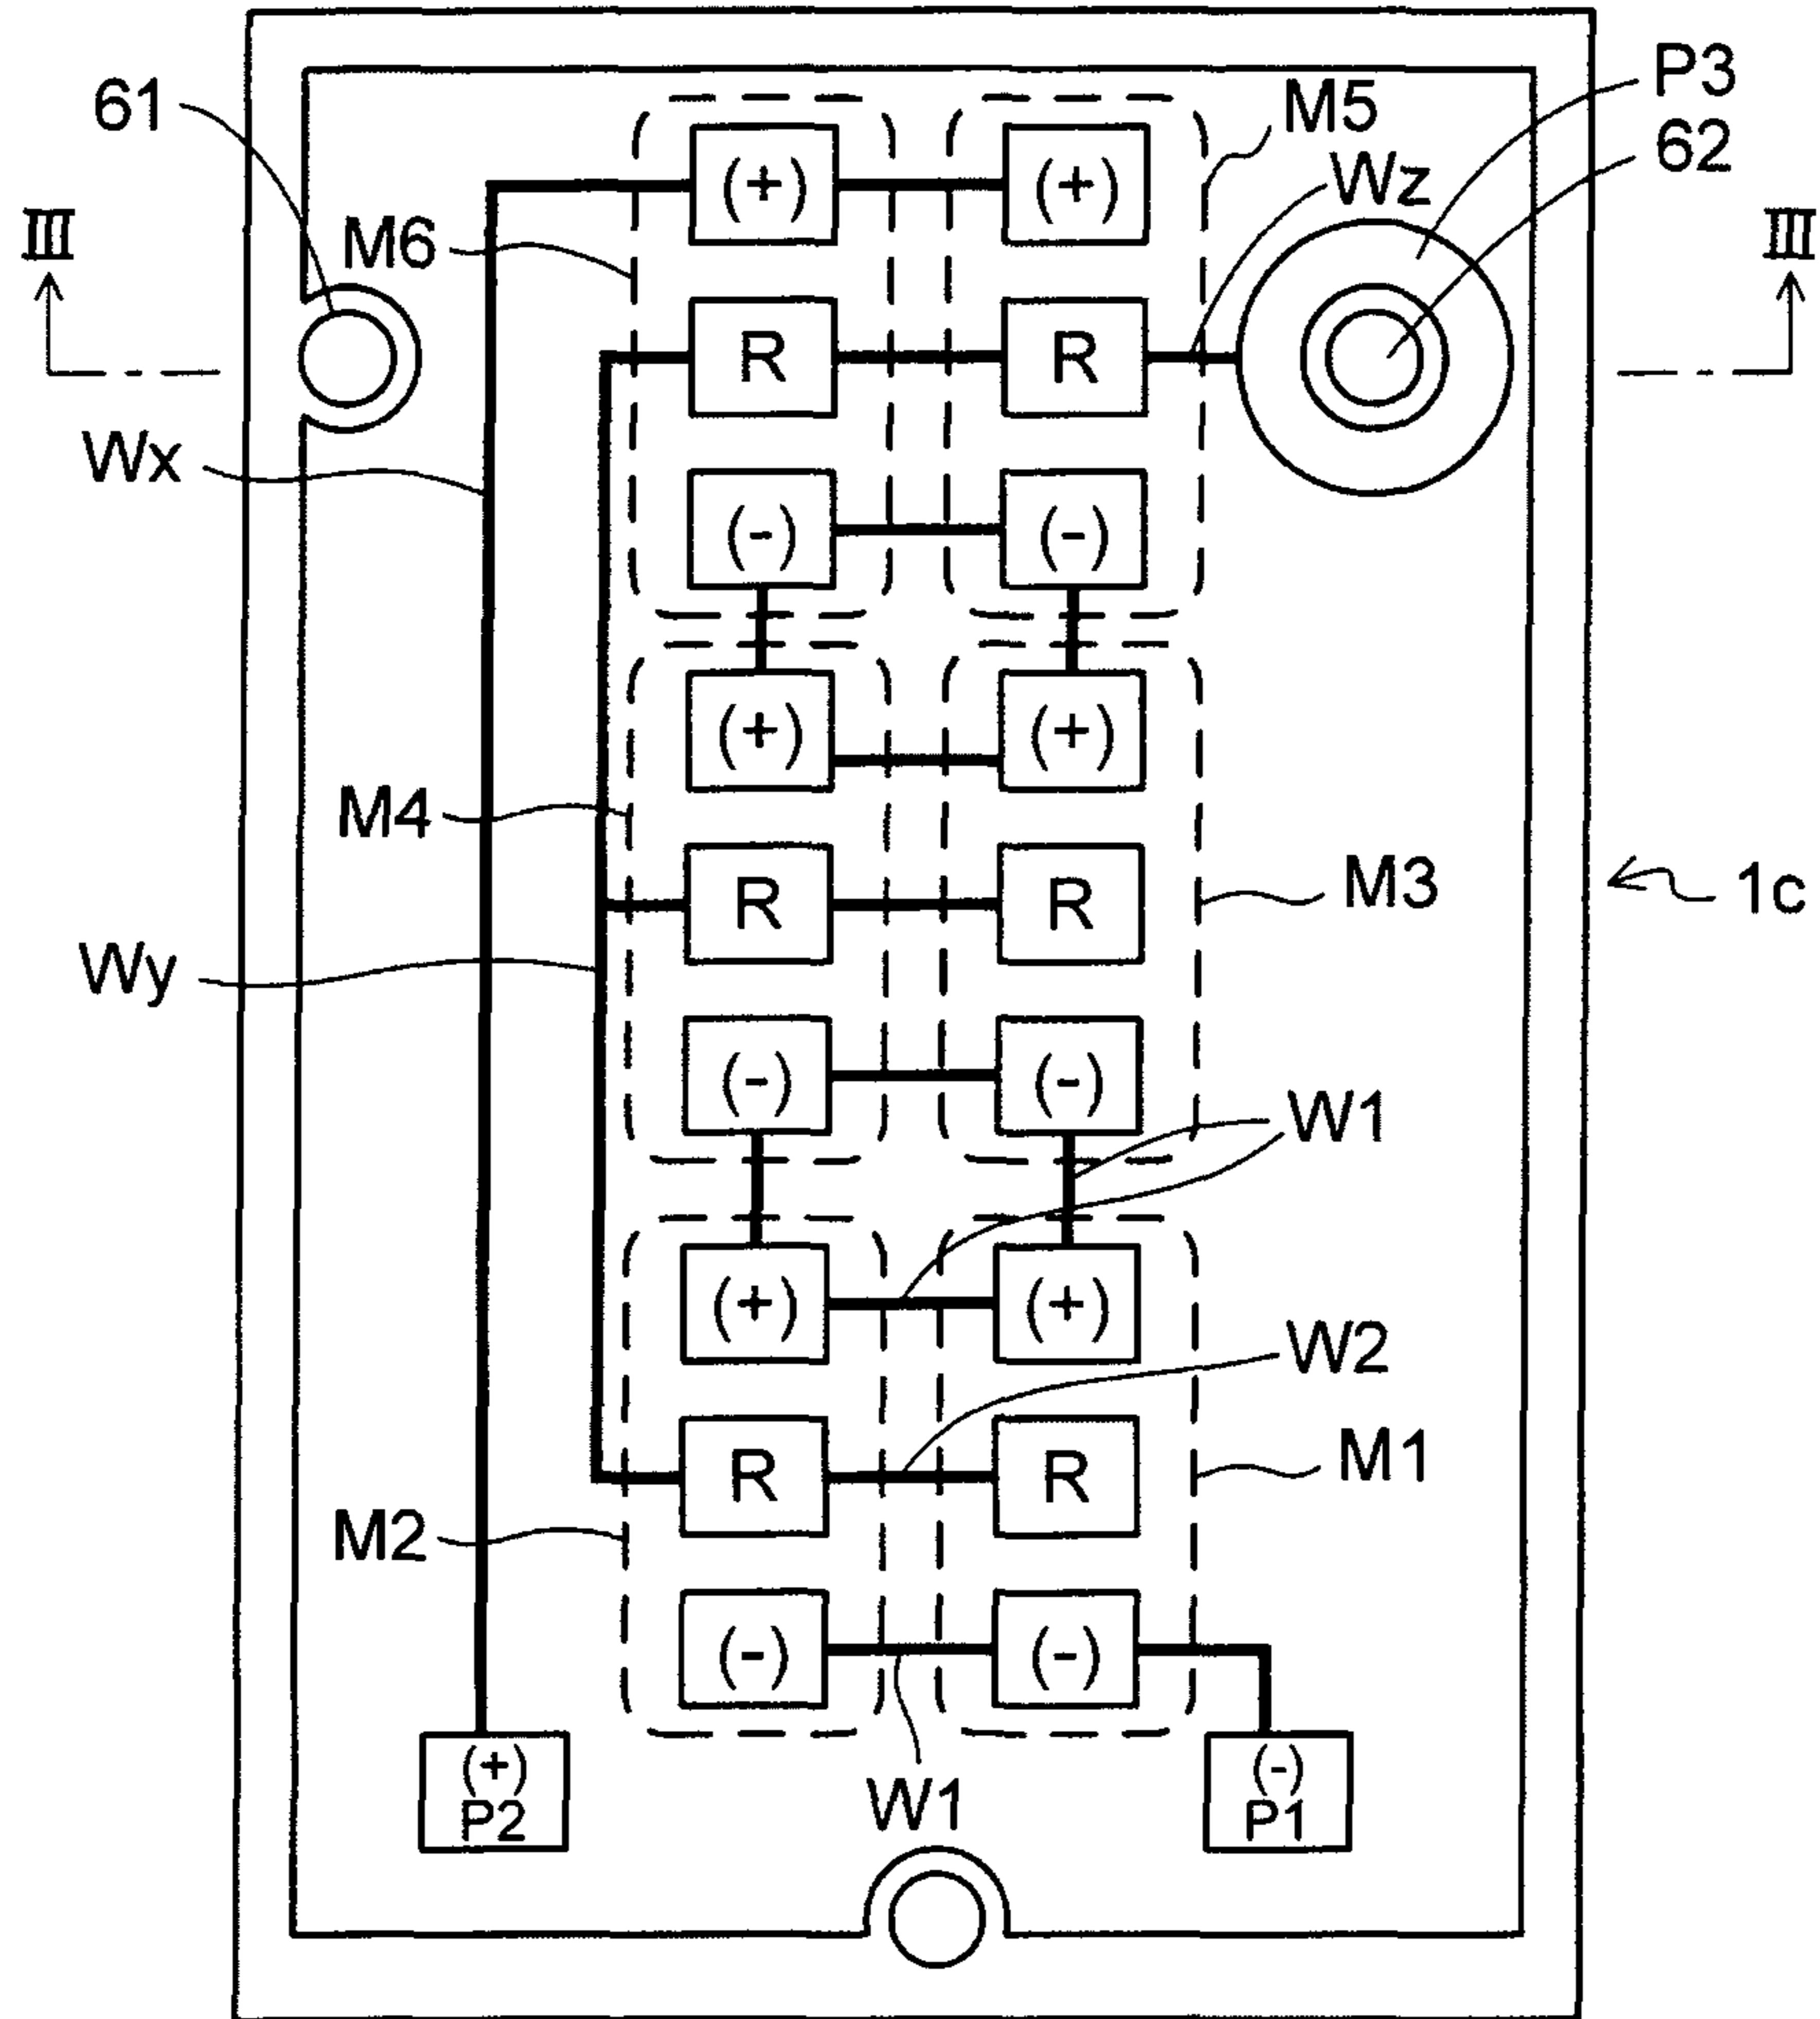 P3
61
M5
62
(+) (+)
Wz
III III
M6
R R
Wx
(-) (-)
(+) (+)
M4
M3
1c
R R
Wy
(-) (-)
W1
(+) (+)
W2
M1
R R
M2
(-) (-)
(+)
P2
W1
(-)
P1